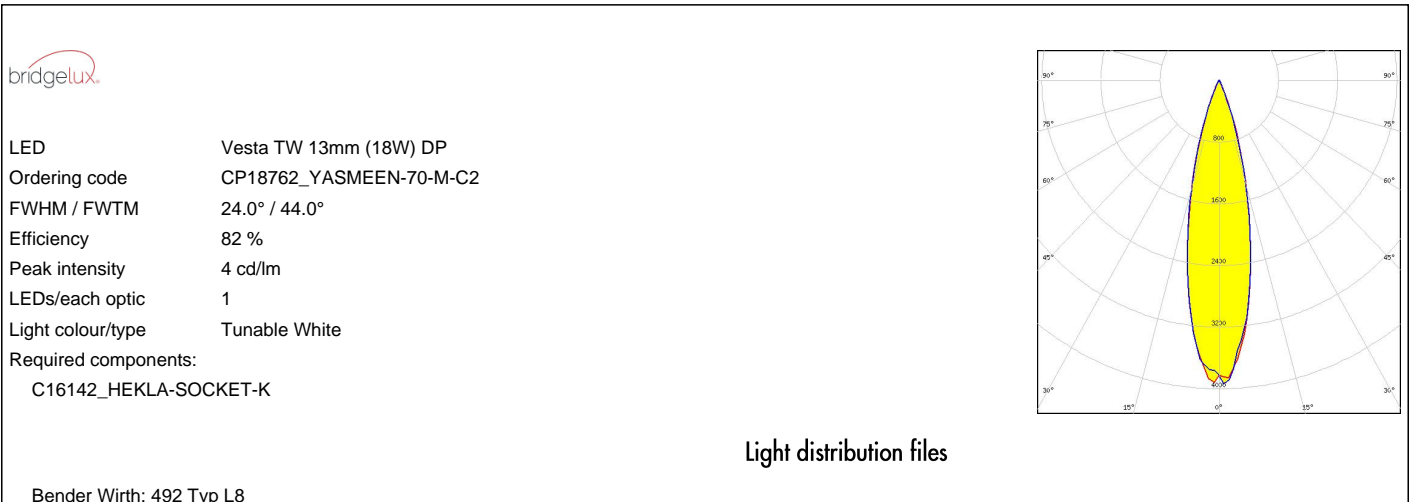 bridgelux.
LED Vesta TW 13mm (18W) DP
Ordering code CP18762_YASMEEN-70-M-C2
FWHM / FWTM 24.0° / 44.0°
Efficiency 82 %
Peak intensity 4 cd/lm
LEDs/each optic 1
Light colour/type Tunable White
Required components:
C16142_HEKLA-SOCKET-K
90° 90°
75° 75°
800
60° 60°
1600
45° 2400 45°
3200
30° 4000 30°
15° 0° 15°
Light distribution files
Bender Wirth: 492 Typ L8